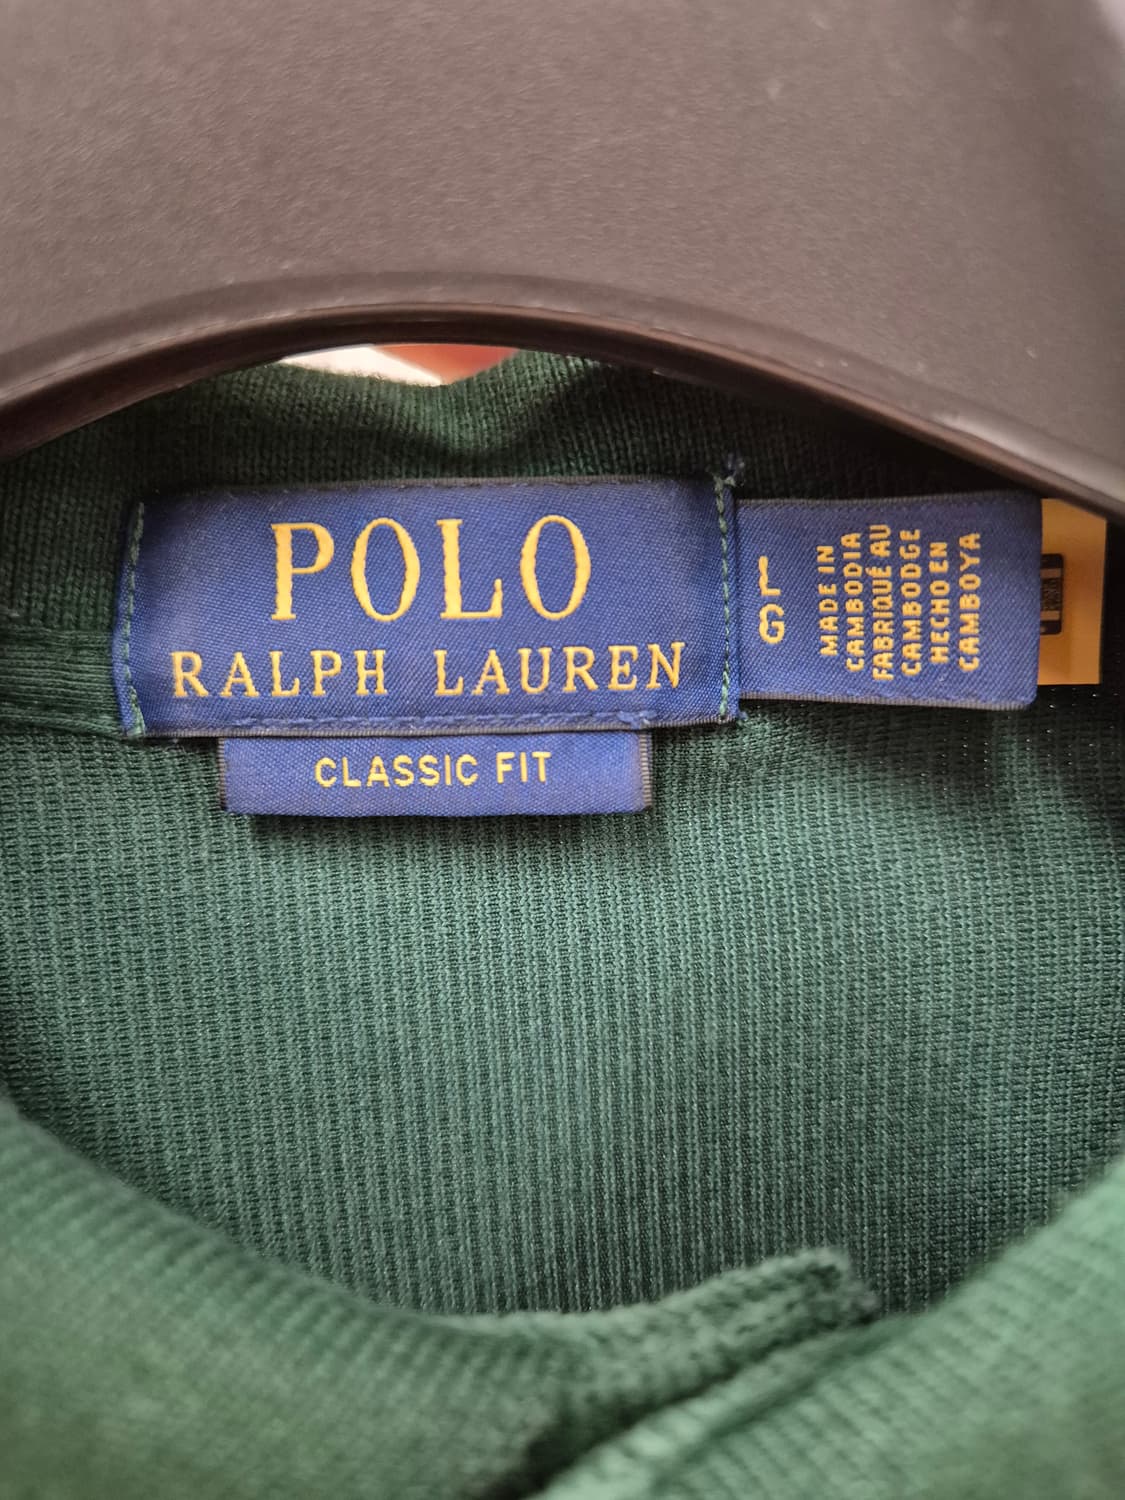 POLO
RALPH LAUREN
CLASSIC FIT
L
G
MADE IN
CAMBODIA
FABRIQUÉ AU
CAMBODGE
HECHO EN
CAMBOYA